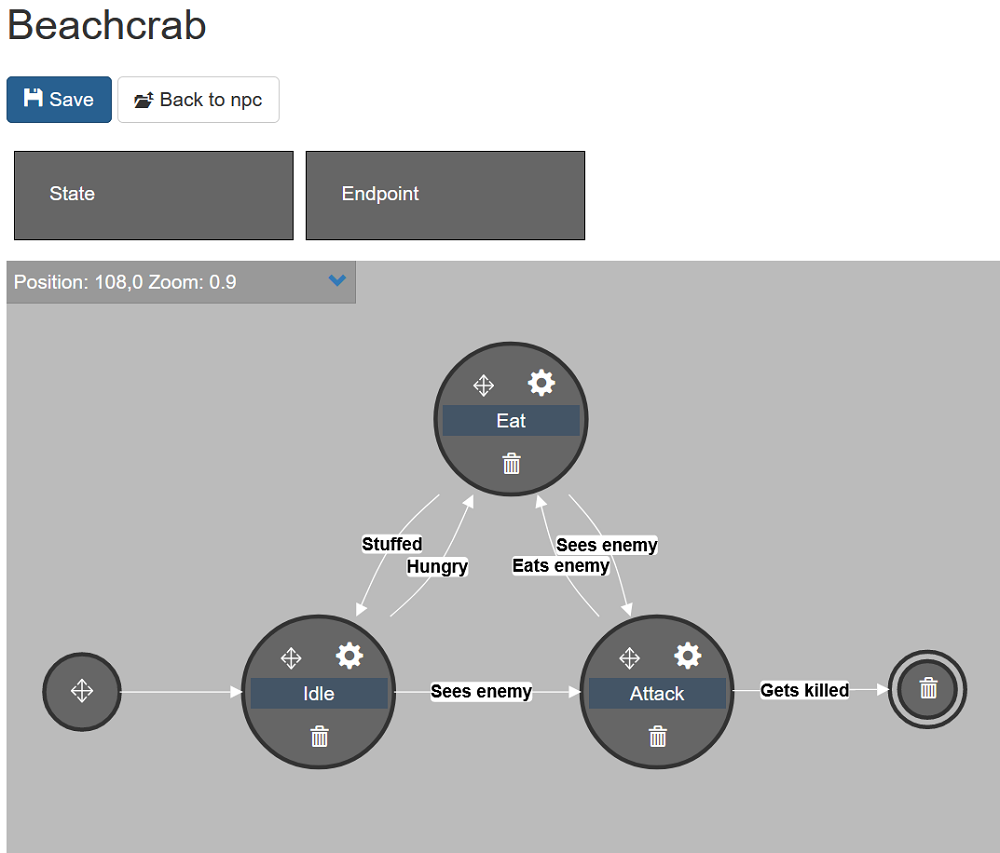 Beachcrab
Save
Back to npc
State
Endpoint
Position: 108,0 Zoom: 0.9
Eat
Stuffed
Hungry
Sees enemy
Eats enemy
Idle
Sees enemy
Attack
Gets killed